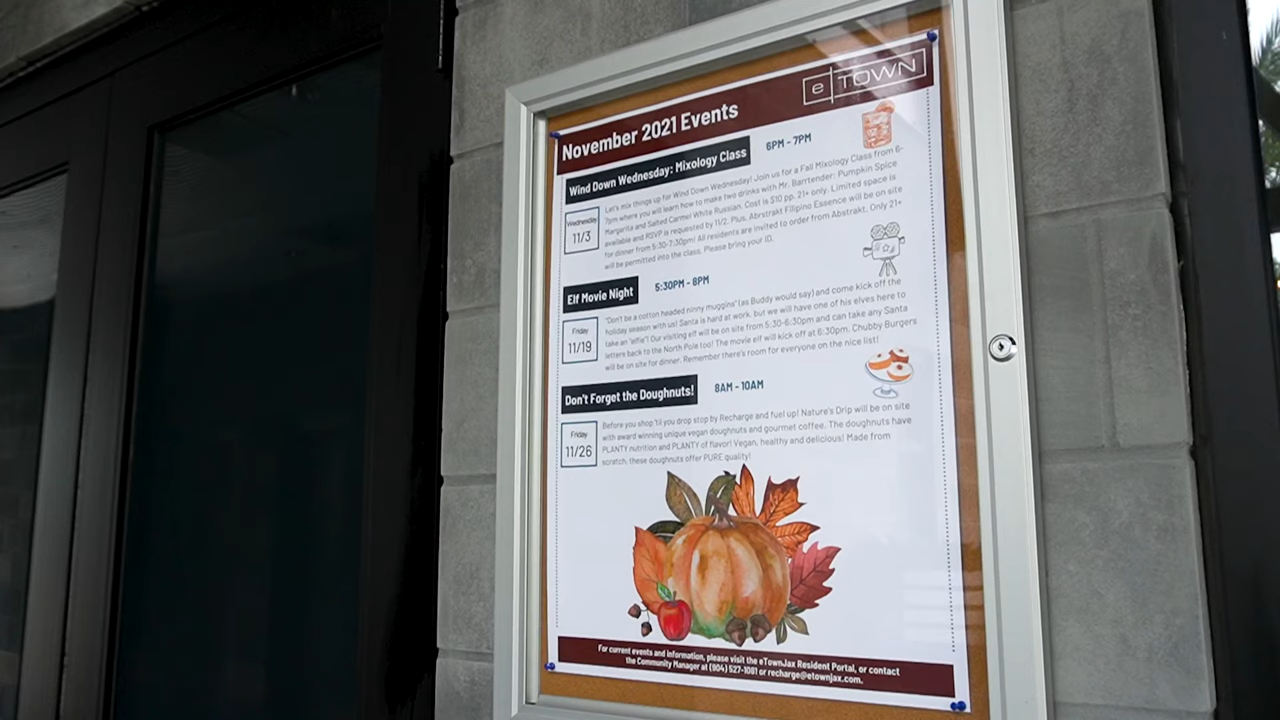 e TOWN
November 2021 Events
Wind Down Wednesday: Mixology Class
6PM - 7PM
Wednesday
11/3
Let's mix things up for Wind Down Wednesday! Join us for a Fall Mixology Class from 6-
7pm where you will learn how to make two drinks with Mr. Barrtender: Pumpkin Spice
Margarita and Salted Carmel White Russian. Cost is $10 pp. 21+ only. Limited space is
available and RSVP is requested by 11/2. Plus, Abrstrakt Filipino Essence will be on site
for dinner from 5:30-7:30pm! All residents are invited to order from Abstrakt. Only 21+
will be permitted into the class. Please bring your ID.
Elf Movie Night
5:30PM - 8PM
Friday
11/19
"Don't be a cotton headed ninny muggins" (as Buddy would say) and come kick off the
holiday season with us! Santa is hard at work, but we will have one of his elves here to
take an "elfie"! Our visiting elf will be on site from 5:30-6:30pm and can take any Santa
letters back to the North Pole too! The movie elf will kick off at 6:30pm. Chubby Burgers
will be on site for dinner. Remember there's room for everyone on the nice list!
Don't Forget the Doughnuts!
8AM - 10AM
Friday
11/26
Before you shop 'til you drop stop by Recharge and fuel up! Nature's Drip will be on site
with award winning unique vegan doughnuts and gourmet coffee. The doughnuts have
PLANTY nutrition and PLANTY of flavor! Vegan, healthy and delicious! Made from
scratch, these doughnuts offer PURE quality!
For current events and information, please visit the eTownJax Resident Portal, or contact
the Community Manager at (904) 527-1081 or recharge@etownjax.com.